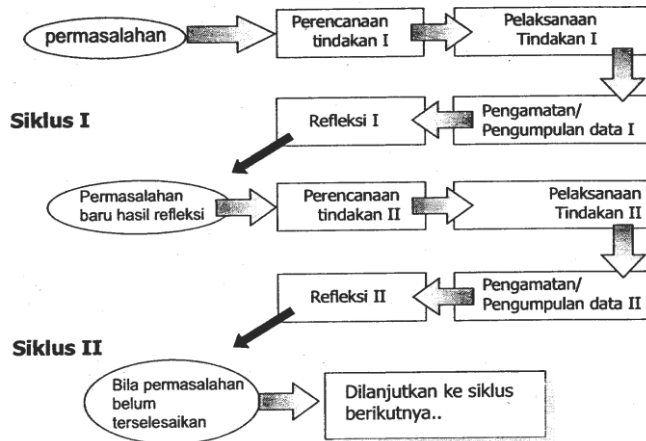 permasalahan
Perencanaan
tindakan I
Pelaksanaan
Tindakan I
Siklus I
Refleksi I
Pengamatan/
Pengumpulan data I
Permasalahan
baru hasil refleksi
Perencanaan
tindakan II
Pelaksanaan
Tindakan II
Siklus II
Refleksi II
Pengamatan/
Pengumpulan data II
Bila permasalahan
belum
terselesaikan
Dilanjutkan ke siklus
berikutnya..